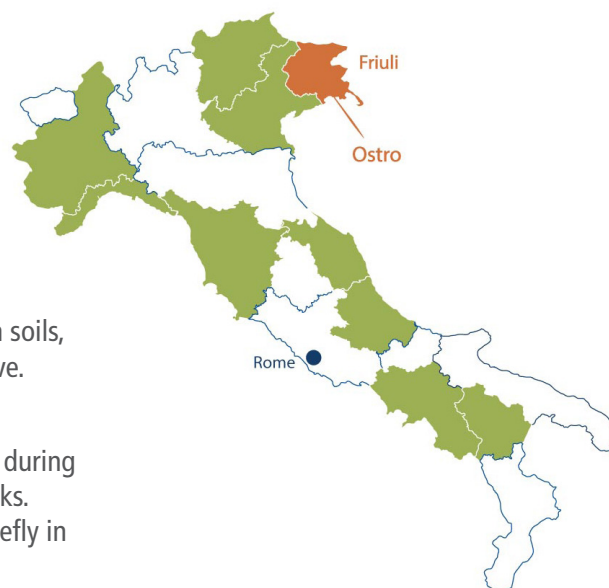 Friuli
Ostro
soils,
ve.
Rome
during
ks.
efly in